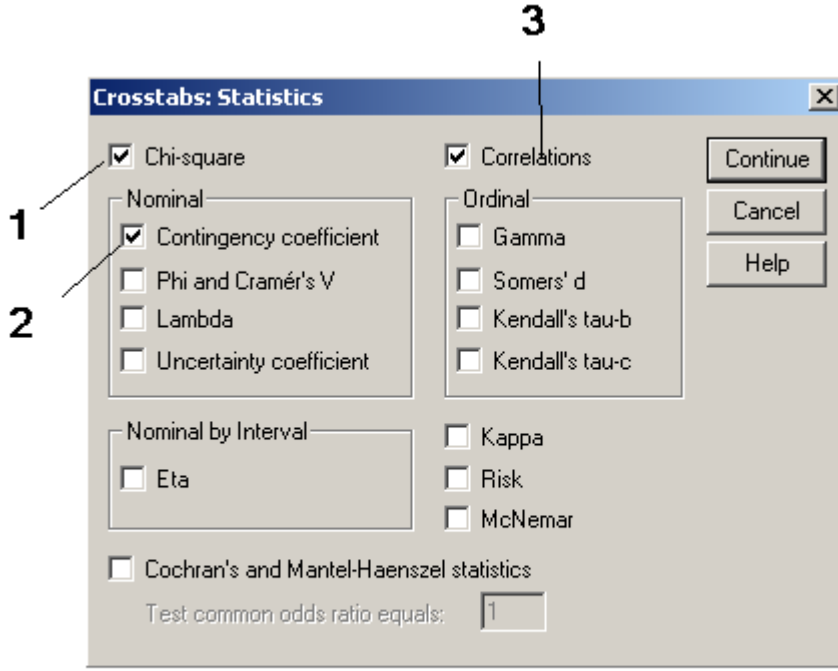 3
Crosstabs: Statistics
Chi-square
Correlations
Continue
1
Nominal
Contingency coefficient
Phi and Cramér's V
Lambda
Uncertainty coefficient
2
Ordinal
Gamma
Somers' d
Kendall's tau-b
Kendall's tau-c
Cancel
Help
Nominal by Interval
Eta
Kappa
Risk
McNemar
Cochran's and Mantel-Haenszel statistics
Test common odds ratio equals: 1